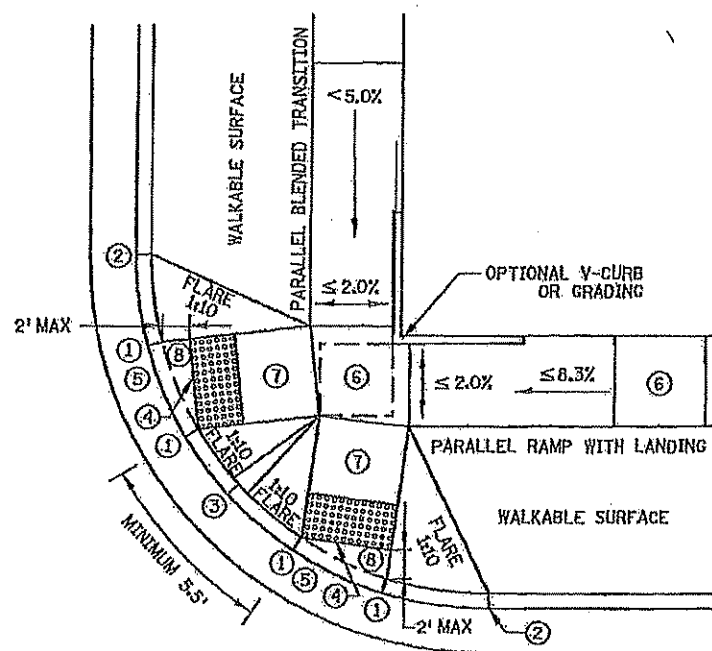 PARALLEL BLENDED TRANSITION
WALKABLE SURFACE
< 5.0%
②
FLARE
1:10
≤ 2.0%
OPTIONAL V-CURB
OR GRADING
2' MAX
①
⑧
⑤
⑦
⑥
≤ 2.0%
≤8.3%
⑥
④
①
1:10
FLARE
⑦
PARALLEL RAMP WITH LANDING
1:10
FLARE
③
FLARE
1:10
WALKABLE SURFACE
MINIMUM 5.5'
①
⑤
⑧
④
①
2' MAX
②